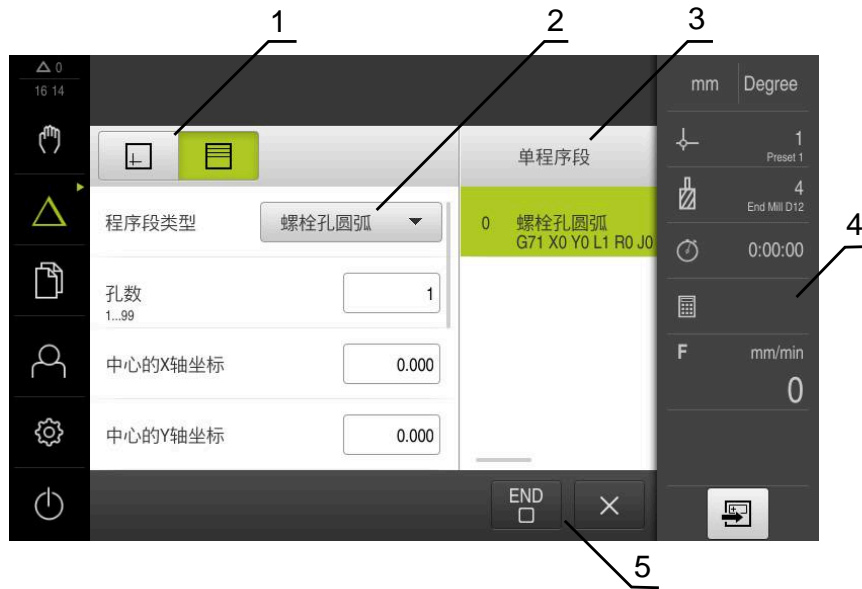 1
2
3
0
16 14
mm Degree
1
Preset 1
单程序段
4
End Mill D12
程序段类型 螺栓孔圆弧
0 螺栓孔圆弧
G71 X0 Y0 L1 R0 J0
4
0:00:00
孔数 1
1...99
F mm/min
0
中心的X轴坐标 0.000
中心的Y轴坐标 0.000
END
5